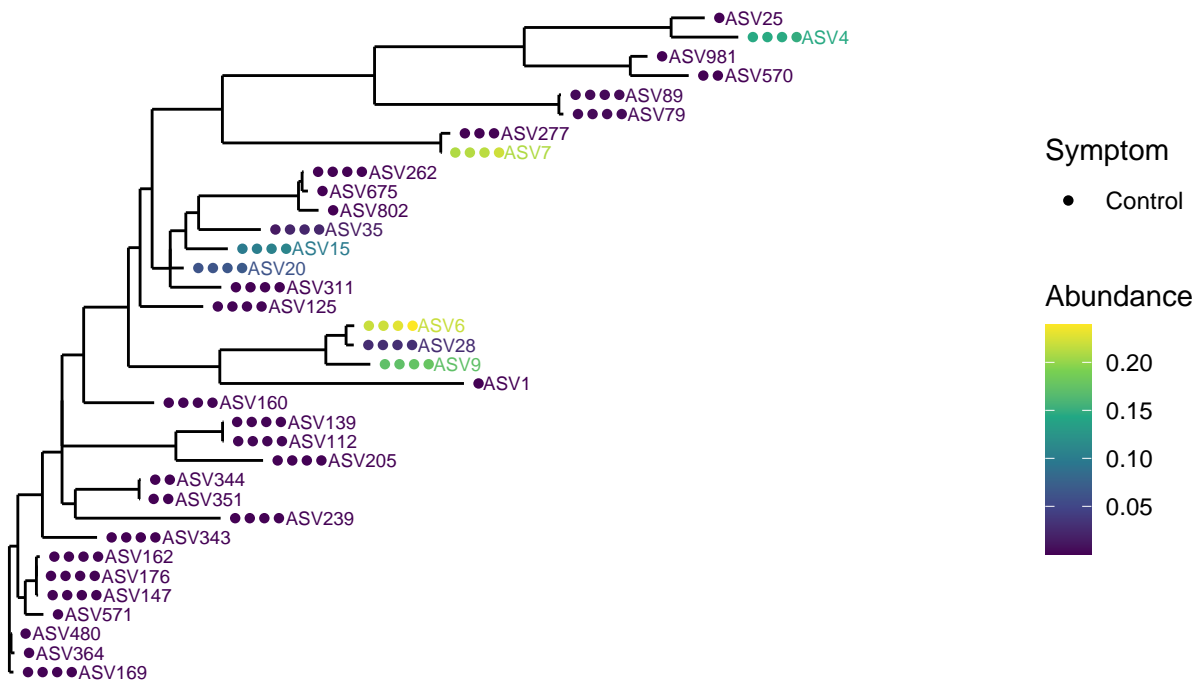 ASV25
ASV4
ASV981
ASV570
ASV89
ASV79
ASV277
ASV7
ASV262
ASV675
ASV802
ASV35
ASV15
ASV20
ASV311
ASV125
ASV6
ASV28
ASV9
ASV1
ASV160
ASV139
ASV112
ASV205
ASV344
ASV351
ASV239
ASV343
ASV162
ASV176
ASV147
ASV571
ASV480
ASV364
ASV169
Symptom
Control
Abundance
0.20
0.15
0.10
0.05